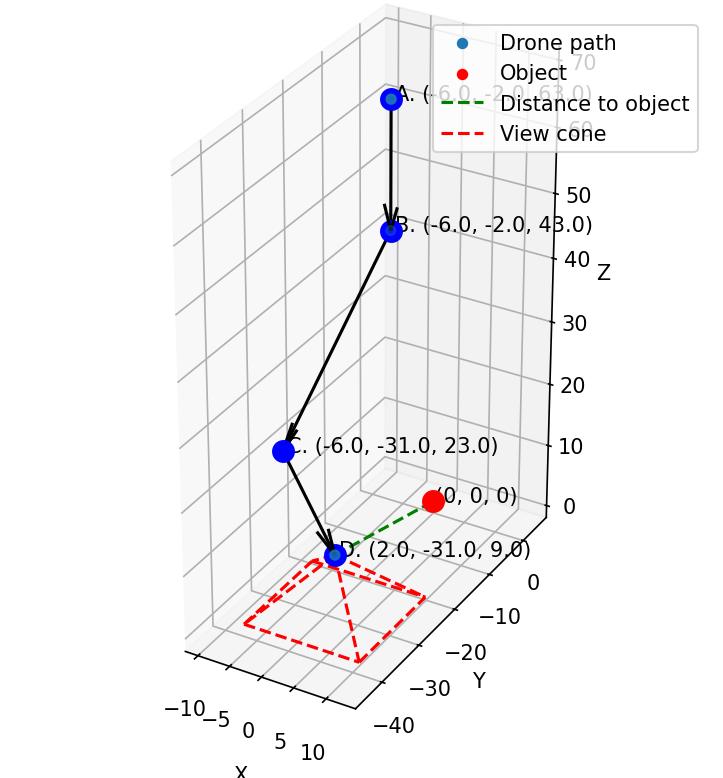 Drone path
Object
Distance to object
View cone
A. (-6.0, -2.0, 63.0)
B. (-6.0, -2.0, 43.0)
C. (-6.0, -31.0, 23.0)
(0, 0, 0)
D. (2.0, -31.0, 9.0)
70
60
50
40
30
20
10
0
Z
0
−10
−20
−30
−40
Y
−10
−5
0
5
10
X